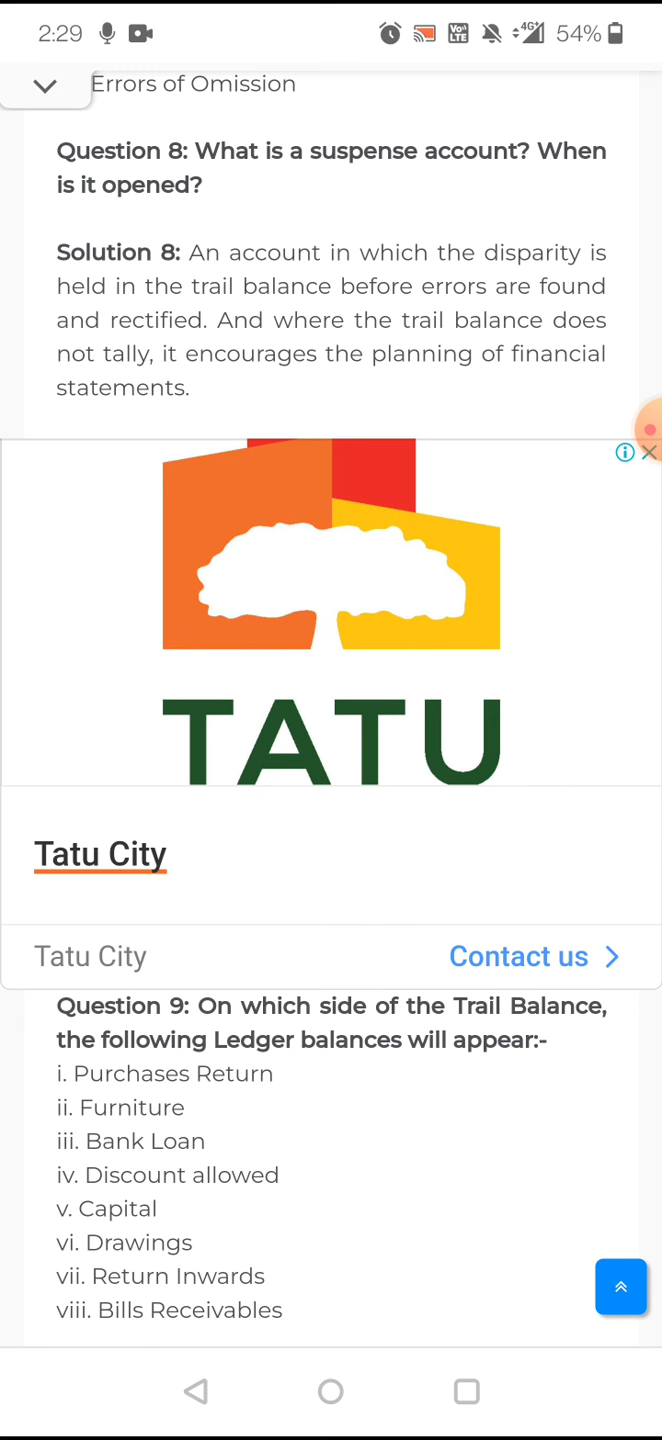 2:29 Vo LTE 4G+ 54%
Errors of Omission
Question 8: What is a suspense account? When
is it opened?
Solution 8: An account in which the disparity is
held in the trail balance before errors are found
and rectified. And where the trail balance does
not tally, it encourages the planning of financial
statements.
TATU
Tatu City
Tatu City Contact us
Question 9: On which side of the Trail Balance,
the following Ledger balances will appear:-
i. Purchases Return
ii. Furniture
iii. Bank Loan
iv. Discount allowed
v. Capital
vi. Drawings
vii. Return Inwards
viii. Bills Receivables